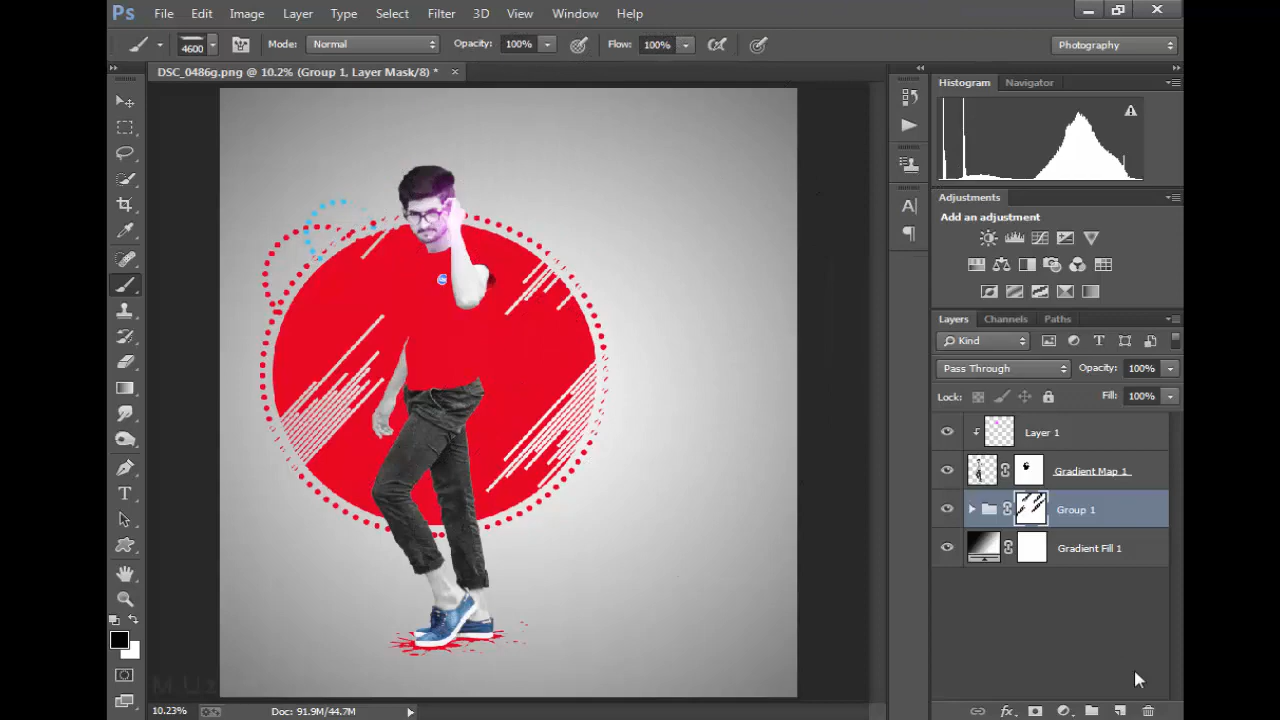 Ps File Edit Image Layer Type Select Filter 3D View Window Help
4600 Mode: Normal Opacity: 100% Flow: 100% Photography
DSC_0486g.png @ 10.2% (Group 1, Layer Mask/8) * ×
Histogram Navigator
Adjustments
Add an adjustment
Layers Channels Paths
Kind
Pass Through Opacity: 100%
Lock: Fill: 100%
Layer 1
Gradient Map 1
Group 1
Gradient Fill 1
M Uz
10.23% Doc: 91.9M/44.7M
fx